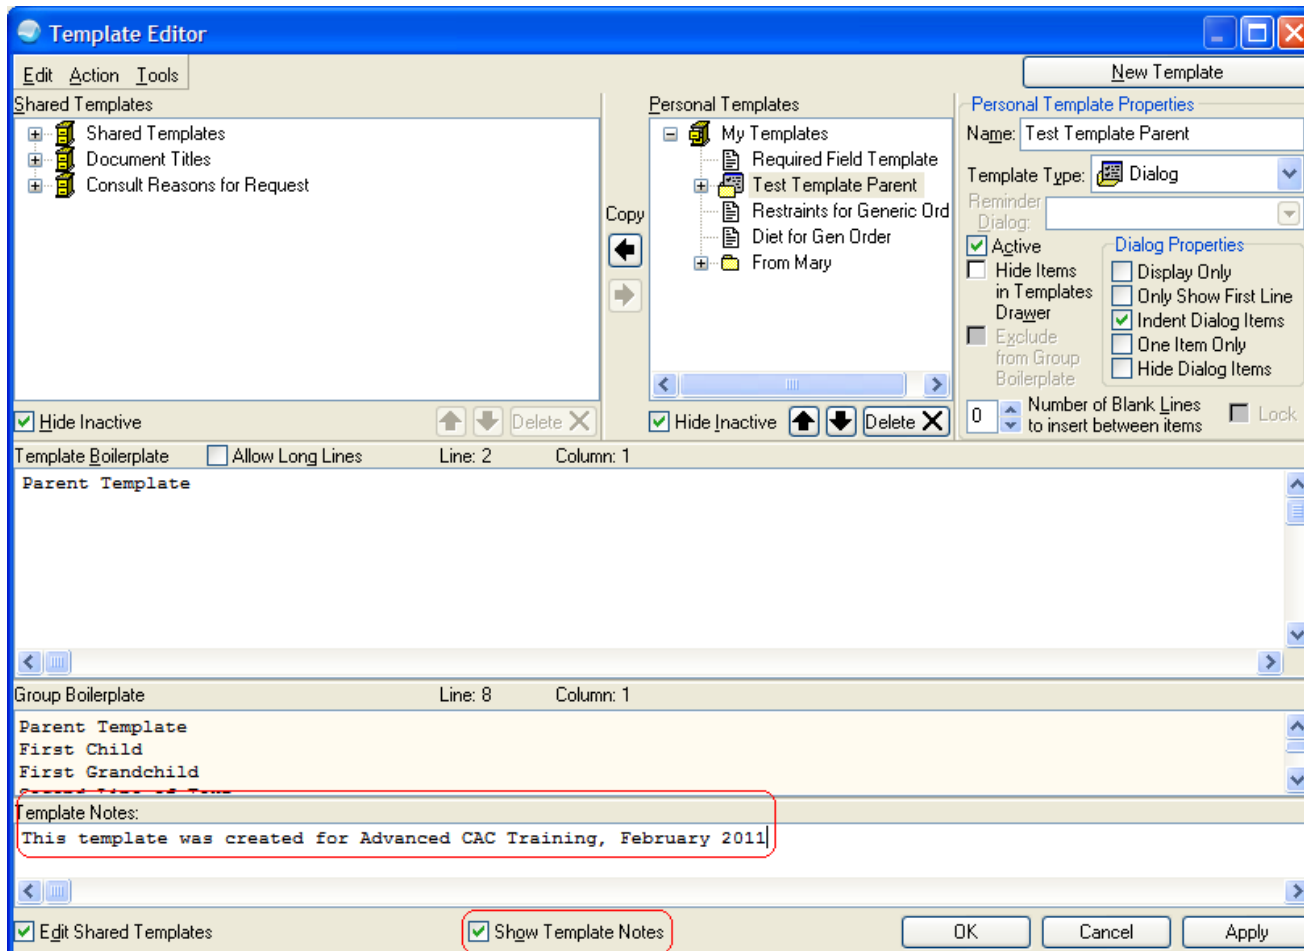 Template Editor
Edit Action Tools
New Template
Shared Templates
Shared Templates
Document Titles
Consult Reasons for Request
Hide Inactive
Delete
Copy
Personal Templates
My Templates
Required Field Template
Test Template Parent
Restraints for Generic Ord
Diet for Gen Order
From Mary
Hide Inactive
Delete
Personal Template Properties
Name: Test Template Parent
Template Type: Dialog
Reminder
Dialog:
Active
Hide Items
in Templates
Drawer
Exclude
from Group
Boilerplate
Dialog Properties
Display Only
Only Show First Line
Indent Dialog Items
One Item Only
Hide Dialog Items
0 Number of Blank Lines
to insert between items
Lock
Template Boilerplate Allow Long Lines Line: 2 Column: 1
Parent Template
Group Boilerplate Line: 8 Column: 1
Parent Template
First Child
First Grandchild
Template Notes:
This template was created for Advanced CAC Training, February 2011
Edit Shared Templates Show Template Notes OK Cancel Apply